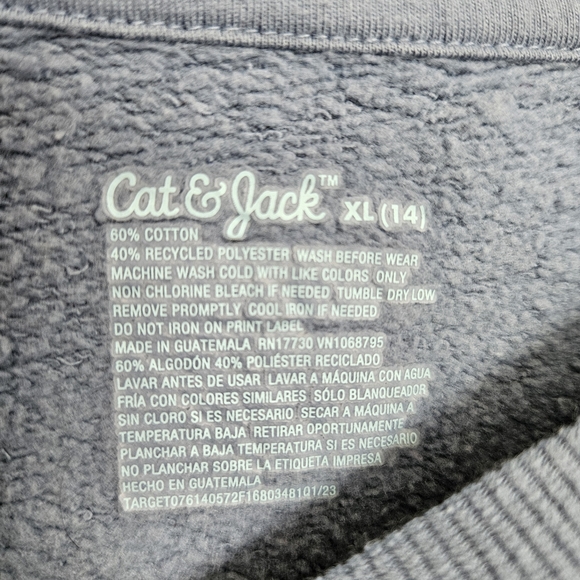 Cat & Jack™ XL (14)
60% COTTON
40% RECYCLED POLYESTER WASH BEFORE WEAR
MACHINE WASH COLD WITH LIKE COLORS ONLY
NON CHLORINE BLEACH IF NEEDED TUMBLE DRY LOW
REMOVE PROMPTLY COOL IRON IF NEEDED
DO NOT IRON ON PRINT LABEL
MADE IN GUATEMALA RN17730 VN1068795
60% ALGODÓN 40% POLIÉSTER RECICLADO
LAVAR ANTES DE USAR LAVAR A MÁQUINA CON AGUA
FRÍA CON COLORES SIMILARES SÓLO BLANQUEADOR
SIN CLORO SI ES NECESARIO SECAR A MÁQUINA A
TEMPERATURA BAJA RETIRAR OPORTUNAMENTE
PLANCHAR A BAJA TEMPERATURA SI ES NECESARIO
NO PLANCHAR SOBRE LA ETIQUETA IMPRESA
HECHO EN GUATEMALA
TARGET076140572F1680348101/23